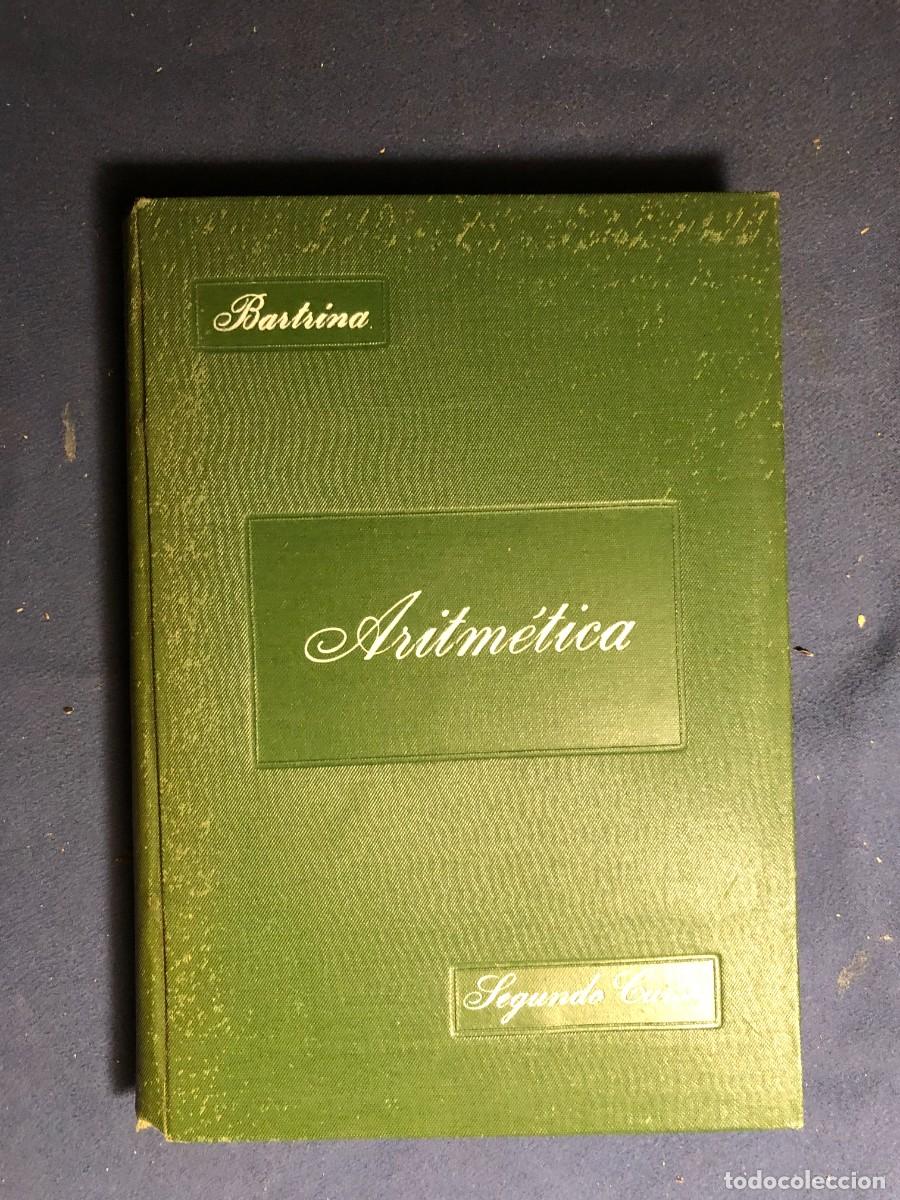 Bartrina.
Aritmética
Segundo
todocoleccion